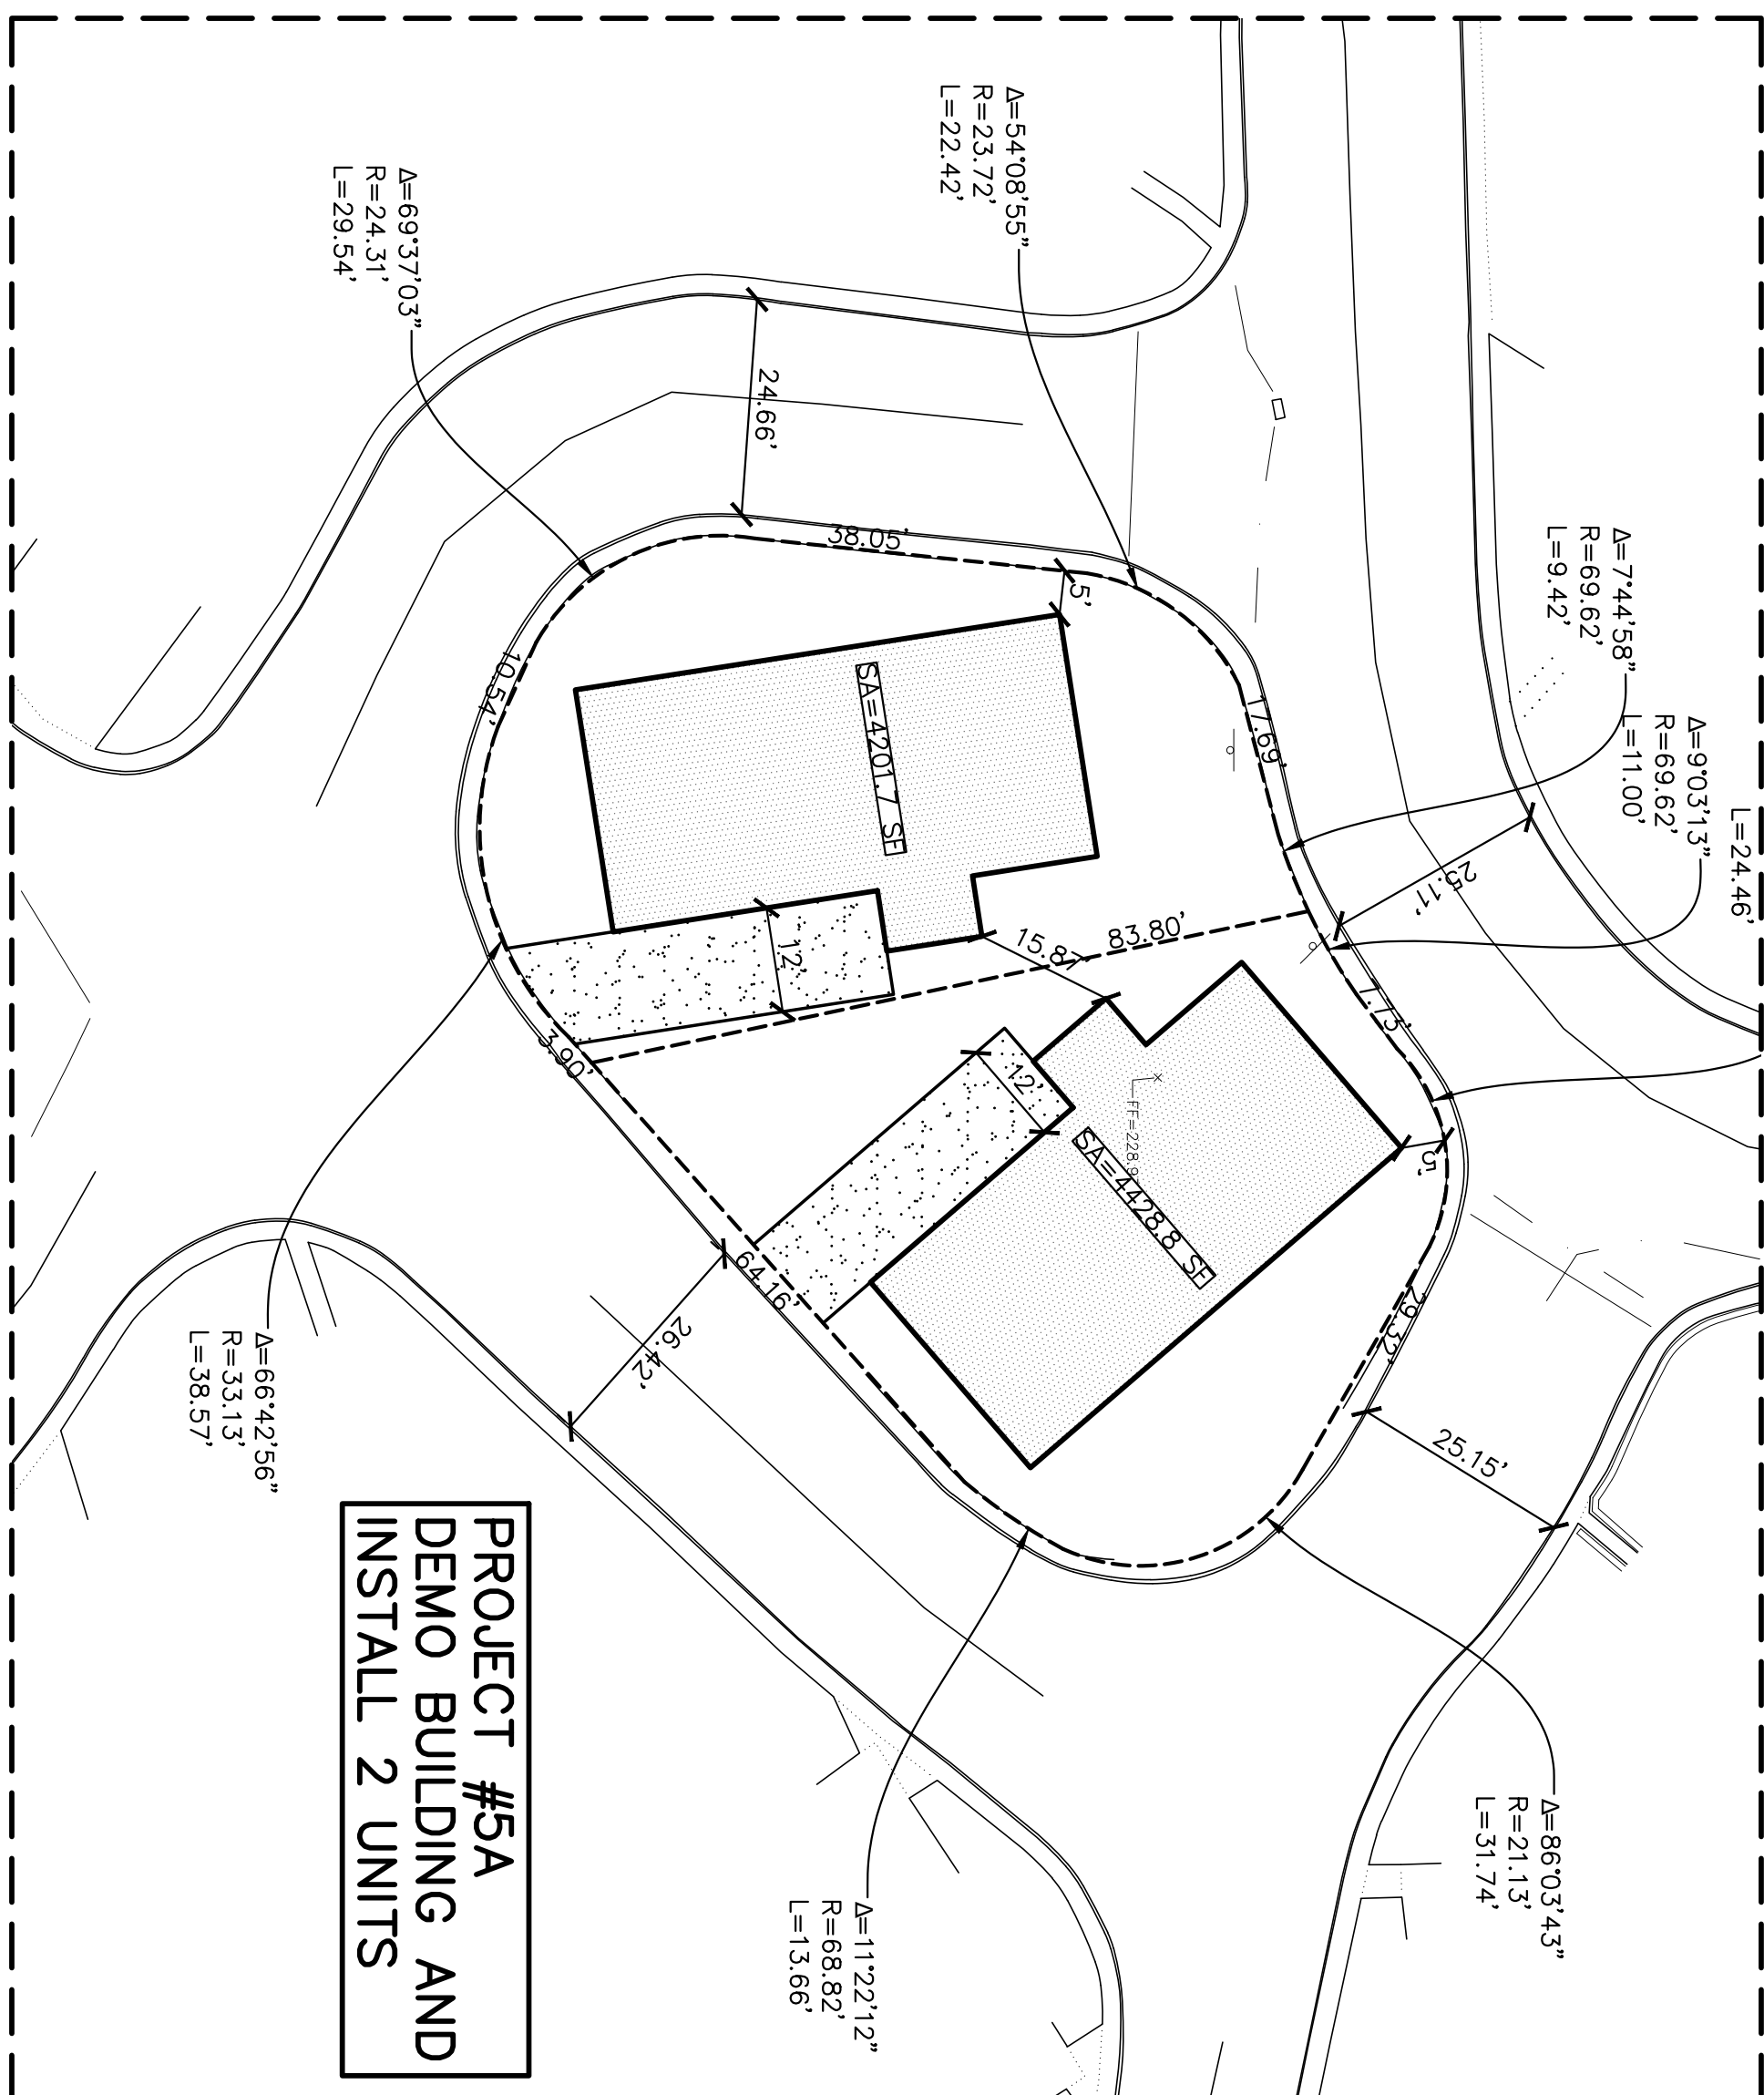 Δ=54°08'55"
R=23.72'
L=22.42'
Δ=69°37'03"
R=24.31'
L=29.54'
Δ=7°44'58"
R=69.62'
L=9.42'
Δ=9°03'13"
R=69.62'
L=11.00'
L=24.46'
24.66'
38.05'
5'
10.54'
17.69'
25.11'
SA=4201.7 SF
12'
15.87'
83.80'
7.73'
3.90'
12'
FF=228.9
SA=4428.8 SF
5'
64.16'
29.32'
26.42'
25.15'
Δ=66°42'56"
R=33.13'
L=38.57'
Δ=86°03'43"
R=21.13'
L=31.74'
Δ=11°22'12"
R=68.82'
L=13.66'
PROJECT #5A
DEMO BUILDING AND
INSTALL 2 UNITS